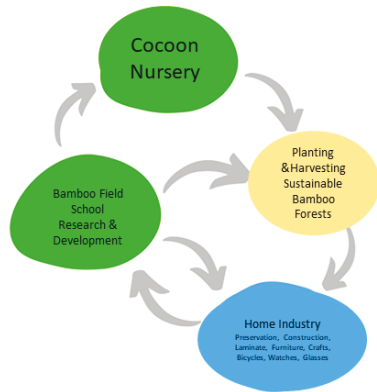 Cocoon
Nursery
Planting
&Harvesting
Sustainable
Bamboo
Forests
Bamboo Field
School
Research &
Development
Home Industry
Preservation, Construction,
Laminate, Furniture, Crafts,
Bicycles, Watches, Glasses